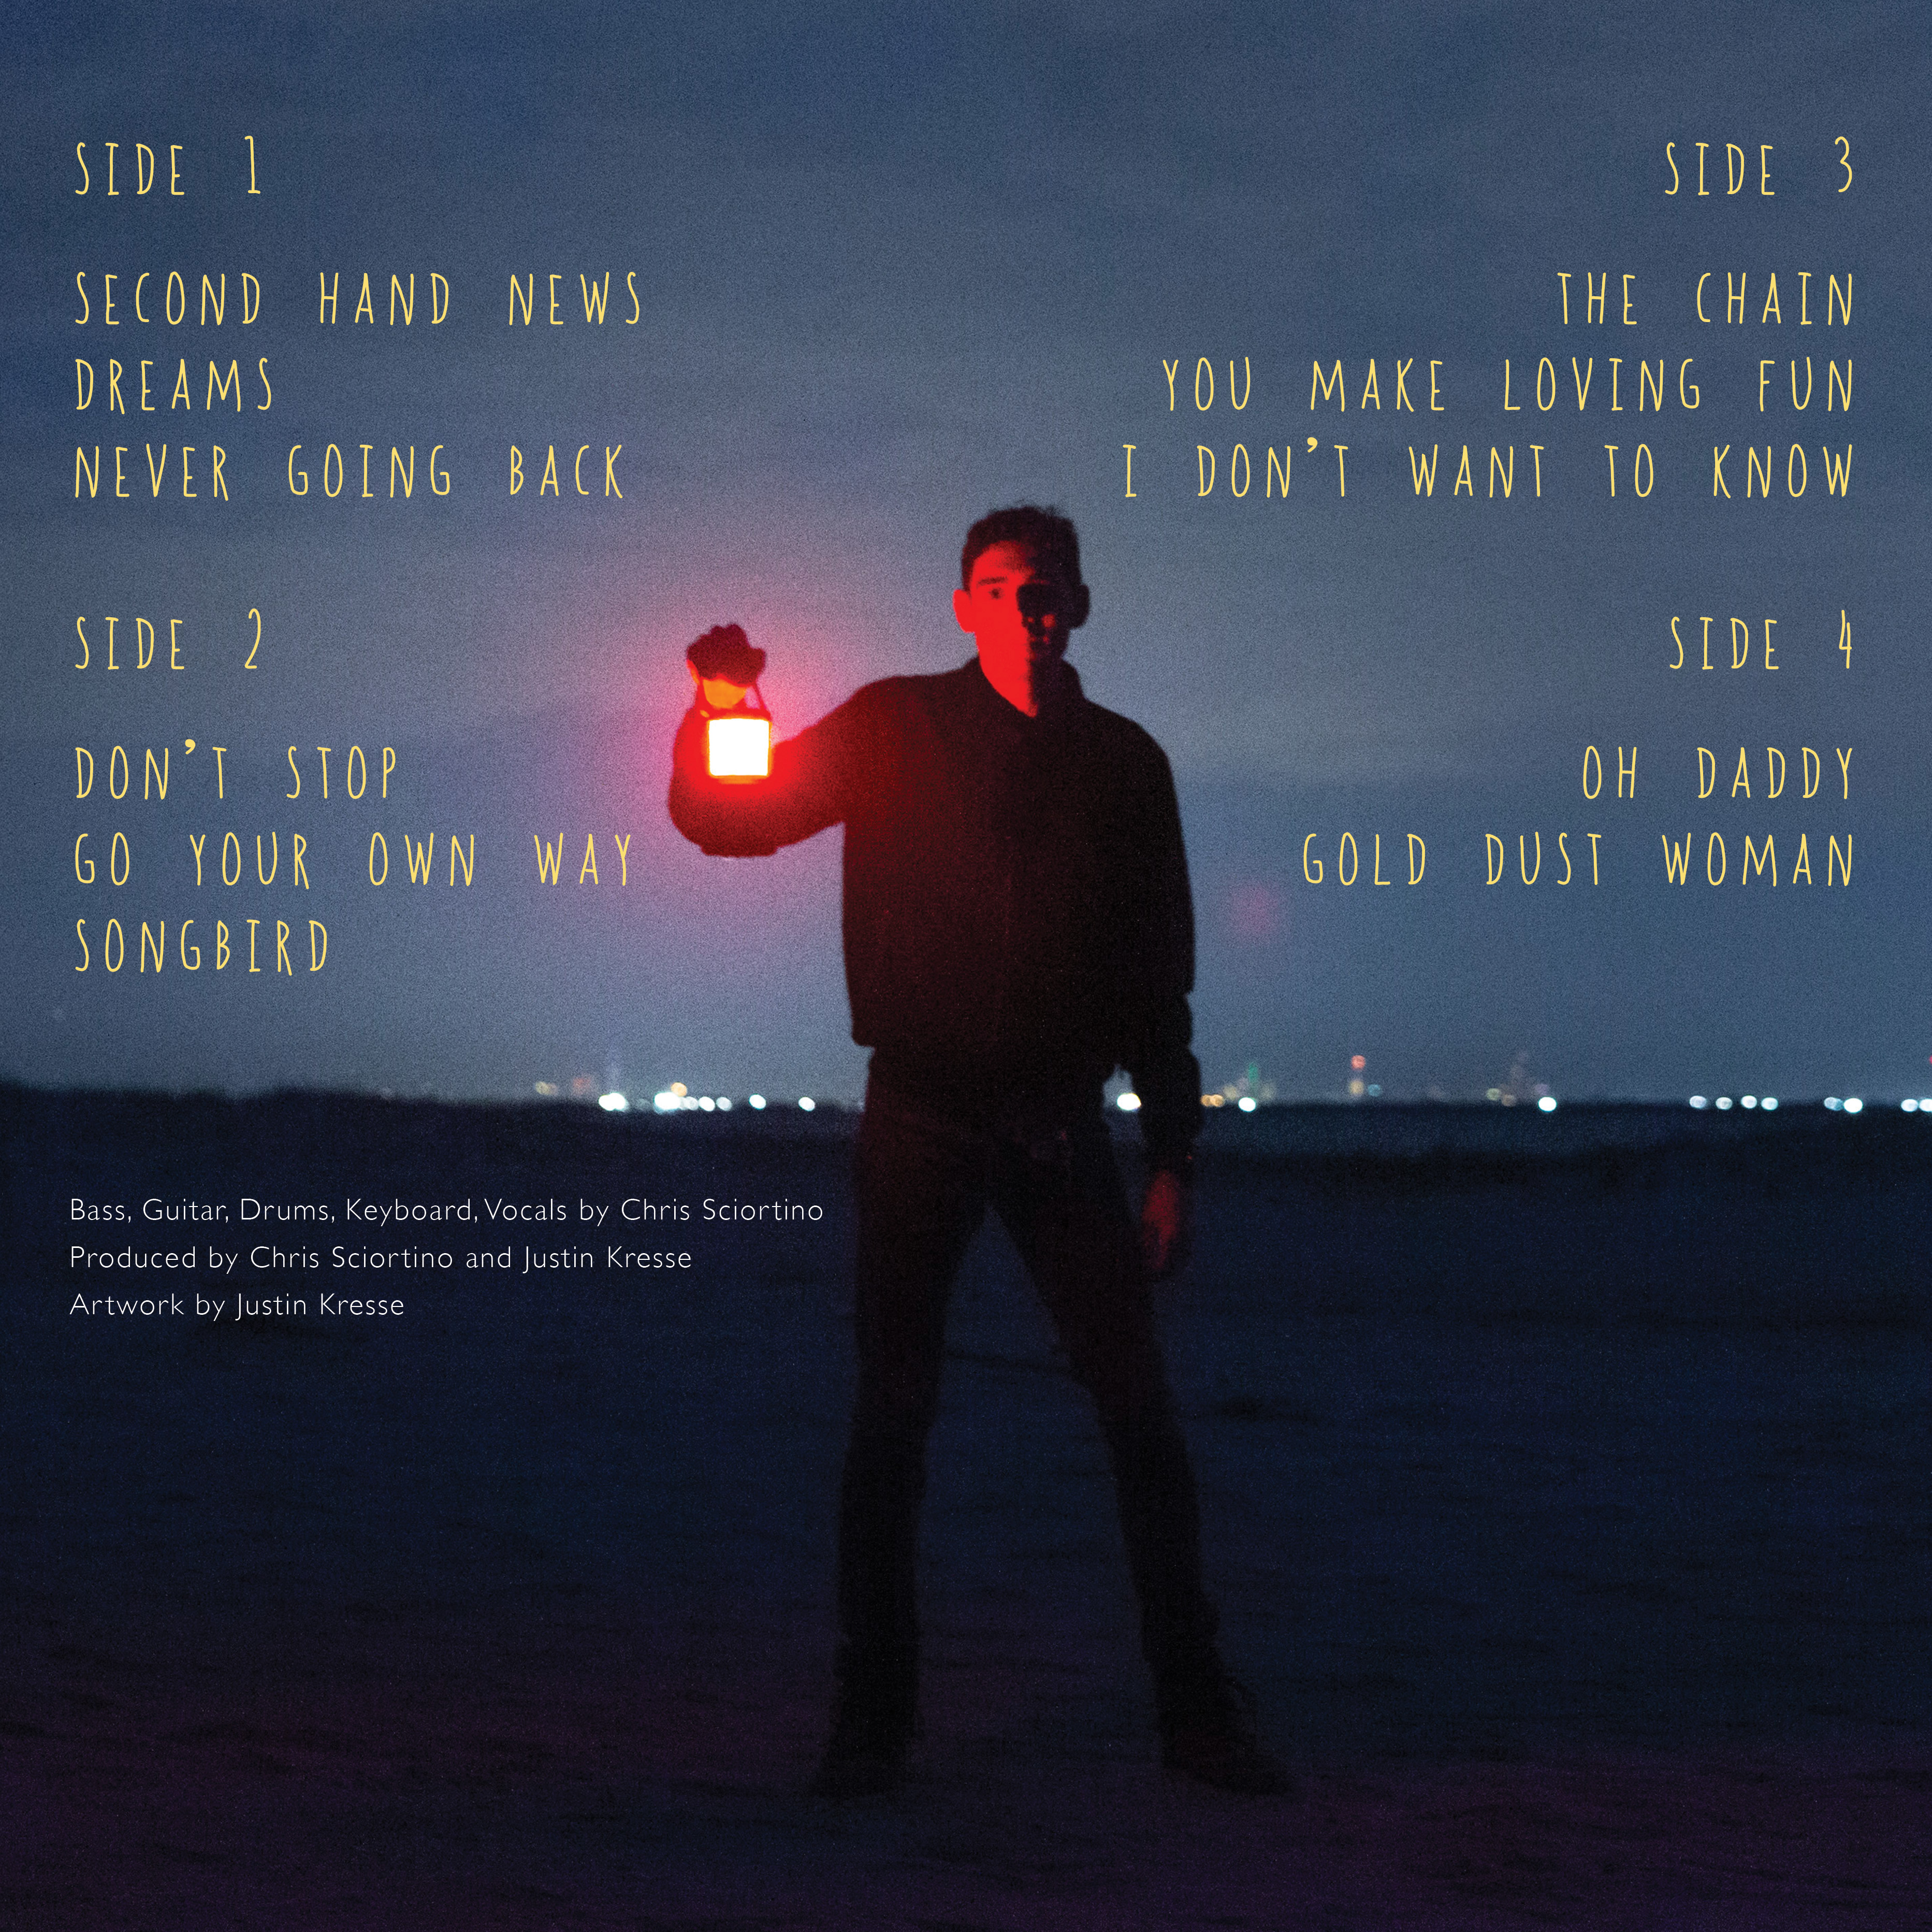 SIDE 1
SECOND HAND NEWS
DREAMS
NEVER GOING BACK
SIDE 2
DON'T STOP
GO YOUR OWN WAY
SONGBIRD
SIDE 3
THE CHAIN
YOU MAKE LOVING FUN
I DON'T WANT TO KNOW
SIDE 4
OH DADDY
GOLD DUST WOMAN
Bass, Guitar, Drums, Keyboard, Vocals by Chris Sciortino
Produced by Chris Sciortino and Justin Kresse
Artwork by Justin Kresse